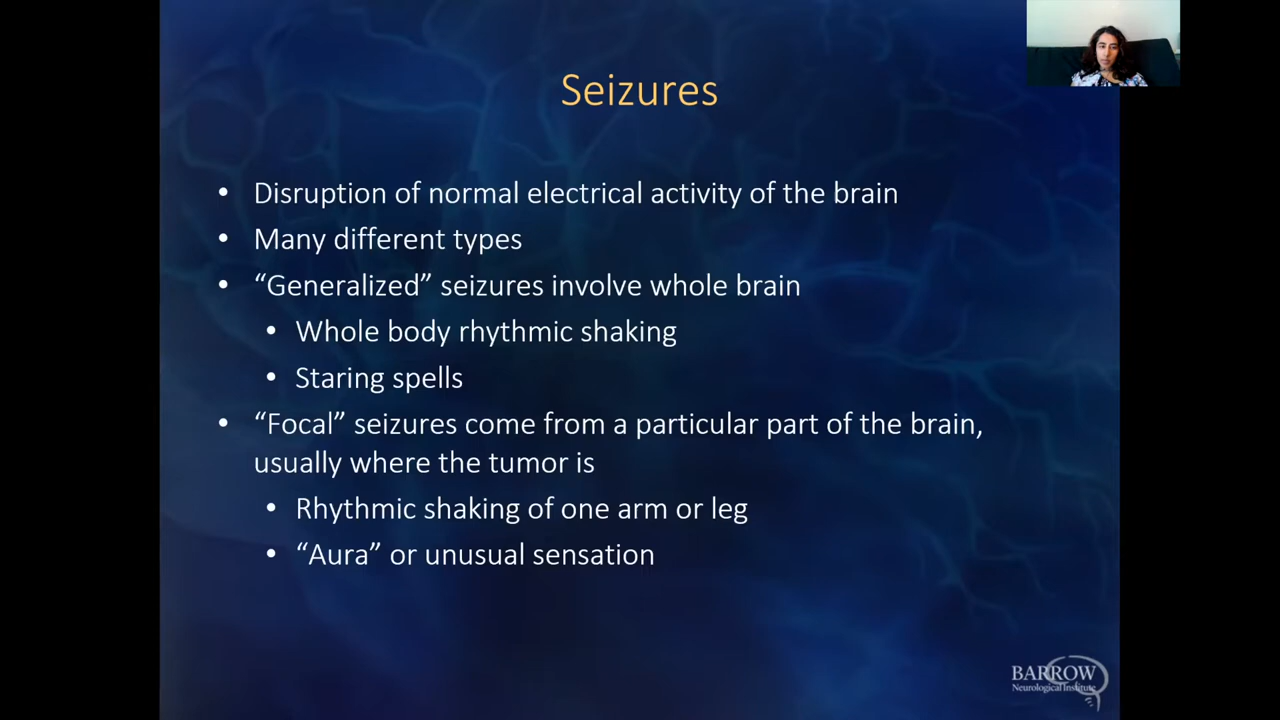 Seizures
• Disruption of normal electrical activity of the brain
• Many different types
• “Generalized” seizures involve whole brain
• Whole body rhythmic shaking
• Staring spells
• “Focal” seizures come from a particular part of the brain,
usually where the tumor is
• Rhythmic shaking of one arm or leg
• “Aura” or unusual sensation
BARROW
Neurological Institute